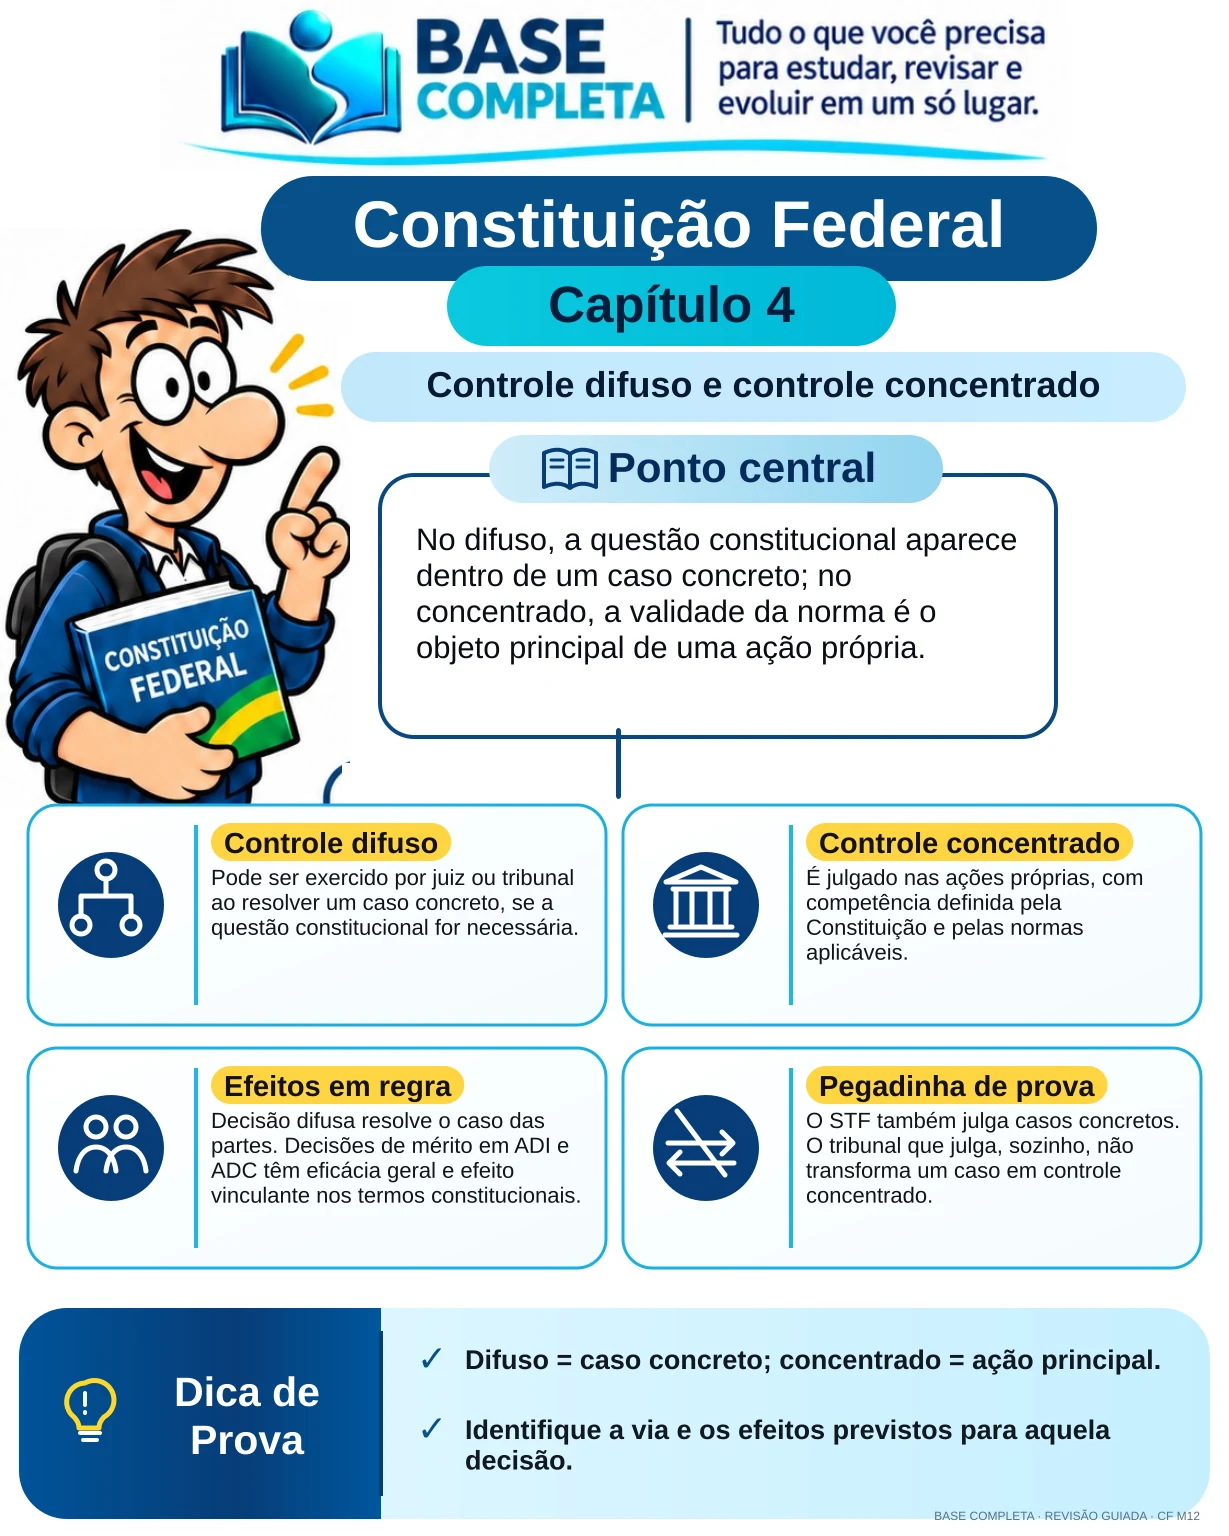 BASE
COMPLETA
Tudo o que você precisa
para estudar, revisar e
evoluir em um só lugar.
Constituição Federal
Capítulo 4
Controle difuso e controle concentrado
Ponto central
No difuso, a questão constitucional aparece
dentro de um caso concreto; no
concentrado, a validade da norma é o
objeto principal de uma ação própria.
CONSTITUIÇÃO
FEDERAL
Controle difuso
Pode ser exercido por juiz ou tribunal
ao resolver um caso concreto, se a
questão constitucional for necessária.
Controle concentrado
É julgado nas ações próprias, com
competência definida pela
Constituição e pelas normas
aplicáveis.
Efeitos em regra
Decisão difusa resolve o caso das
partes. Decisões de mérito em ADI e
ADC têm eficácia geral e efeito
vinculante nos termos constitucionais.
Pegadinha de prova
O STF também julga casos concretos.
O tribunal que julga, sozinho, não
transforma um caso em controle
concentrado.
Dica de
Prova
✓ Difuso = caso concreto; concentrado = ação principal.
✓ Identifique a via e os efeitos previstos para aquela
decisão.
BASE COMPLETA · REVISÃO GUIADA · CF M12